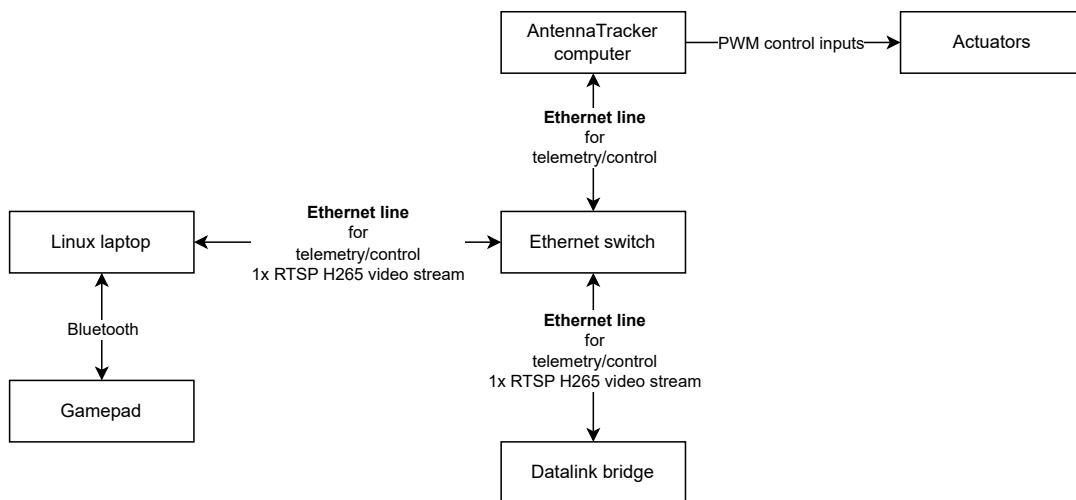 AntennaTracker
computer
PWM control inputs
Actuators
Ethernet line
for
telemetry/control
Linux laptop
Ethernet line
for
telemetry/control
1x RTSP H265 video stream
Ethernet switch
Bluetooth
Ethernet line
for
telemetry/control
1x RTSP H265 video stream
Gamepad
Datalink bridge